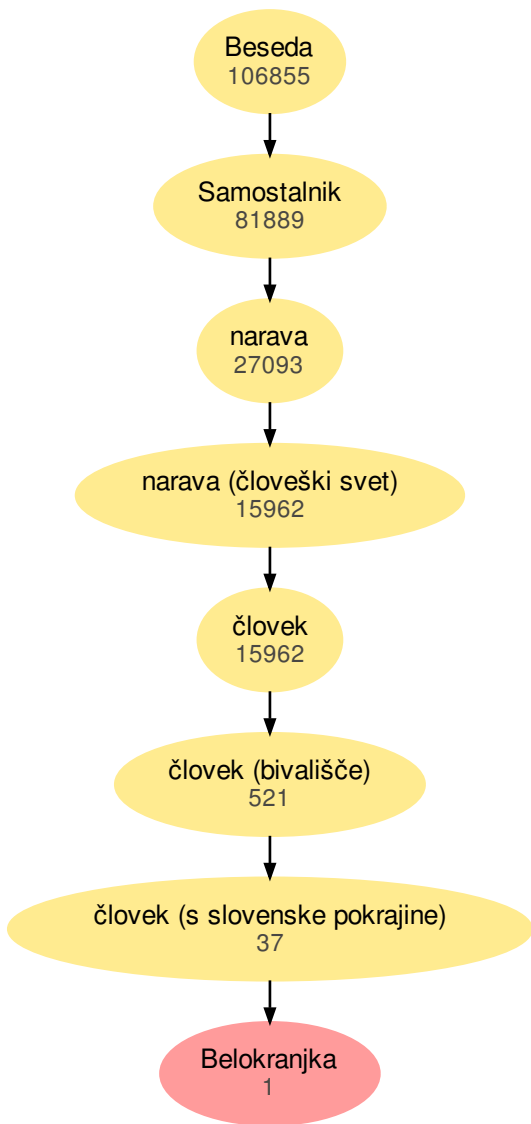 Beseda
106855
Samostalnik
81889
narava
27093
narava (človeški svet)
15962
človek
15962
človek (bivališče)
521
človek (s slovenske pokrajine)
37
Belokranjka
1